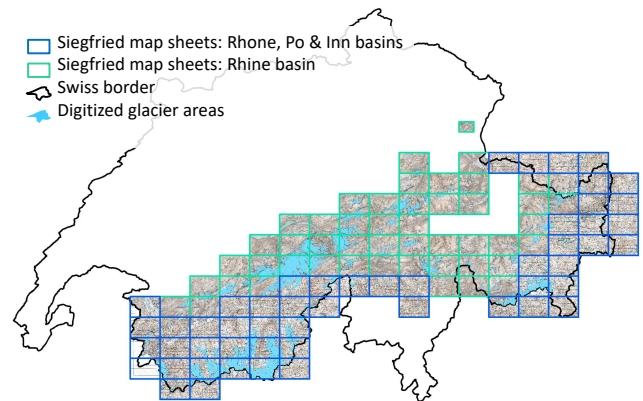 Siegfried map sheets: Rhone, Po & Inn basins
Siegfried map sheets: Rhine basin
Swiss border
Digitized glacier areas